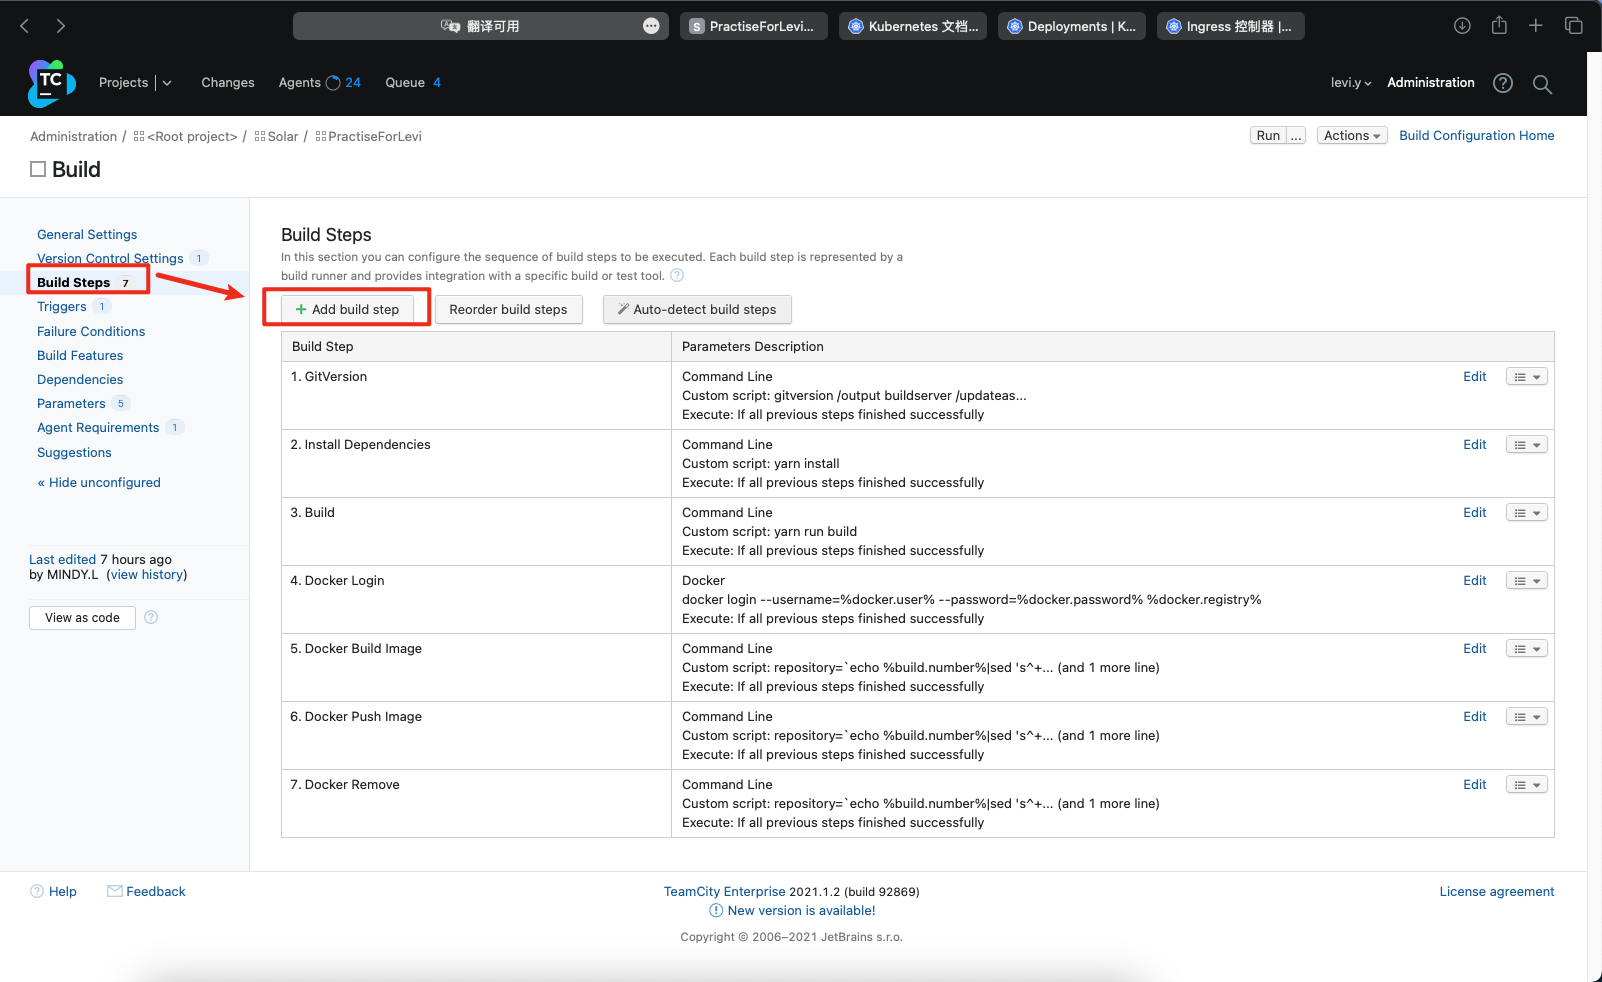 翻译可用
S PractiseForLevi...
Kubernetes 文档...
Deployments | K...
Ingress 控制器 |...
TC
Projects
Changes
Agents 24
Queue 4
levi.y
Administration
Administration / <Root project> / Solar / PractiseForLevi
Run ...
Actions
Build Configuration Home
Build
General Settings
Version Control Settings 1
Build Steps 7
Triggers 1
Failure Conditions
Build Features
Dependencies
Parameters 5
Agent Requirements 1
Suggestions
« Hide unconfigured
Last edited 7 hours ago
by MINDY.L (view history)
View as code
Build Steps
In this section you can configure the sequence of build steps to be executed. Each build step is represented by a
build runner and provides integration with a specific build or test tool.
+ Add build step
Reorder build steps
Auto-detect build steps
Build Step
Parameters Description
1. GitVersion
Command Line
Custom script: gitversion /output buildserver /updateas...
Execute: If all previous steps finished successfully
Edit
2. Install Dependencies
Command Line
Custom script: yarn install
Execute: If all previous steps finished successfully
Edit
3. Build
Command Line
Custom script: yarn run build
Execute: If all previous steps finished successfully
Edit
4. Docker Login
Docker
docker login --username=%docker.user% --password=%docker.password% %docker.registry%
Execute: If all previous steps finished successfully
Edit
5. Docker Build Image
Command Line
Custom script: repository=`echo %build.number%|sed 's^+... (and 1 more line)
Execute: If all previous steps finished successfully
Edit
6. Docker Push Image
Command Line
Custom script: repository=`echo %build.number%|sed 's^+... (and 1 more line)
Execute: If all previous steps finished successfully
Edit
7. Docker Remove
Command Line
Custom script: repository=`echo %build.number%|sed 's^+... (and 1 more line)
Execute: If all previous steps finished successfully
Edit
Help
Feedback
TeamCity Enterprise 2021.1.2 (build 92869)
New version is available!
Copyright © 2006–2021 JetBrains s.r.o.
License agreement